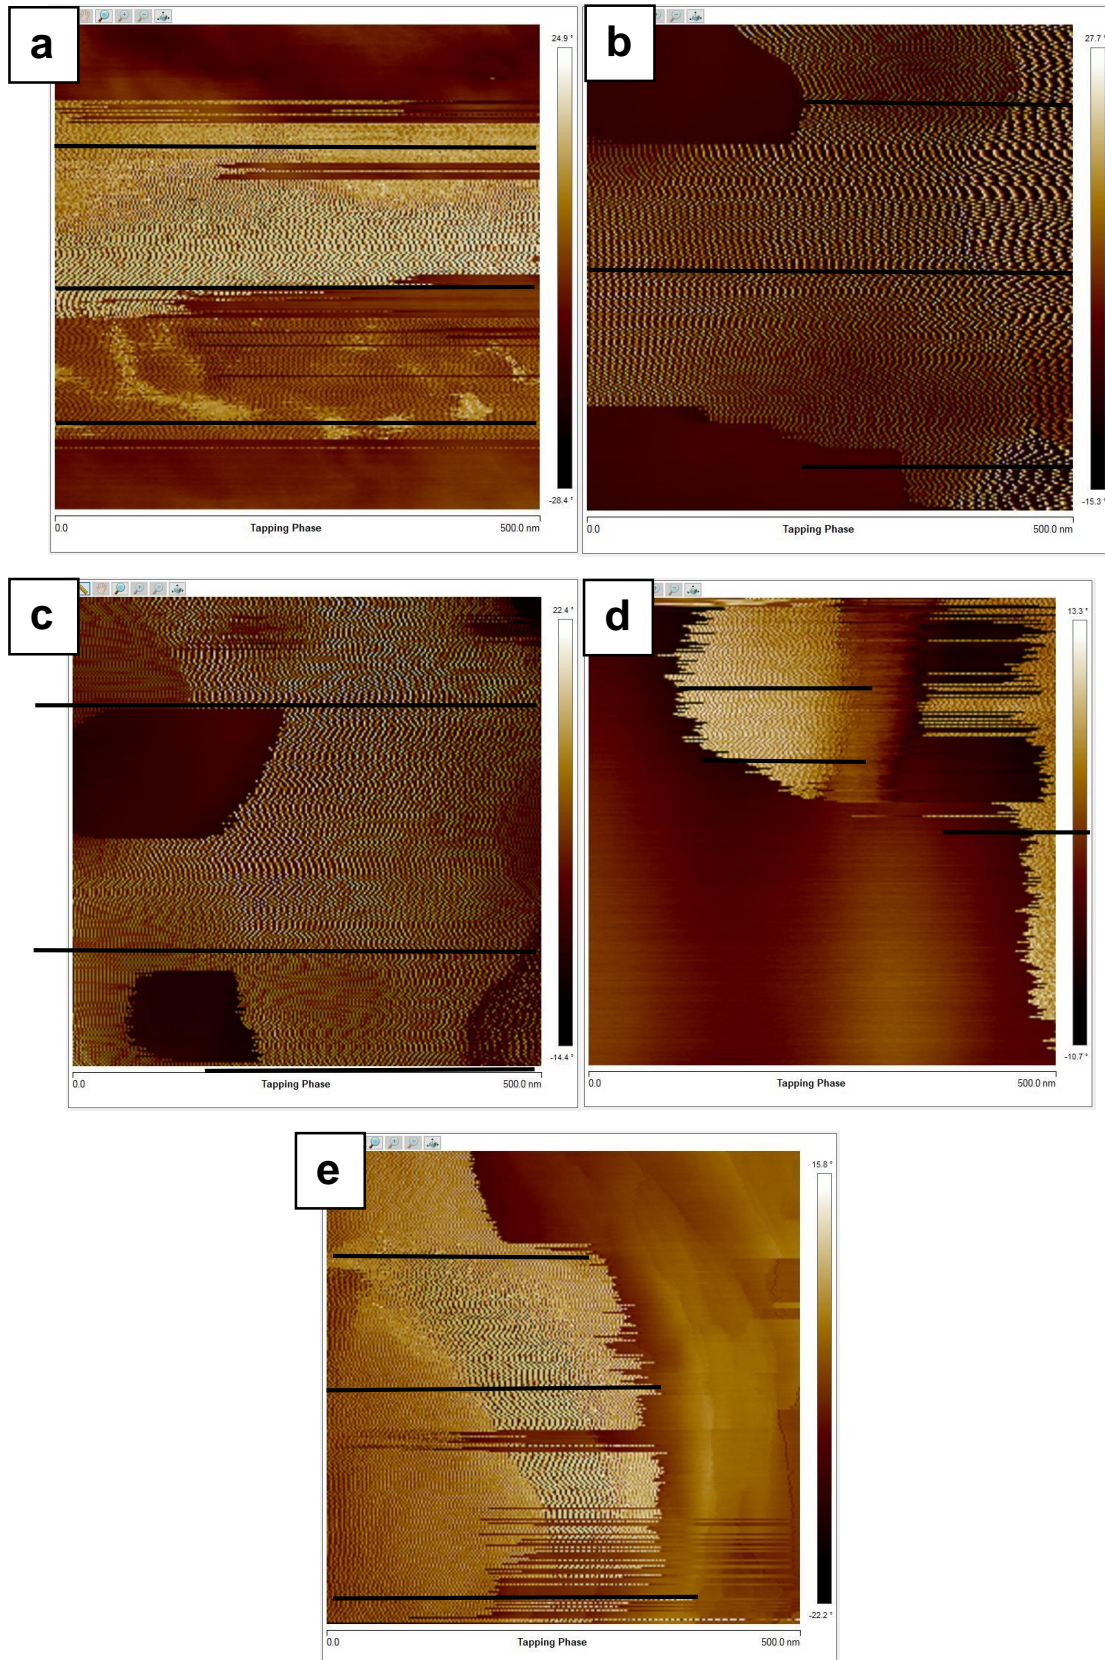 a
24.9 °
-28.4 °
0.0 Tapping Phase 500.0 nm
b
27.7 °
-15.3 °
0.0 Tapping Phase 500.0 nm
c
22.4 °
-14.4 °
0.0 Tapping Phase 500.0 nm
d
13.3 °
-10.7 °
0.0 Tapping Phase 500.0 nm
e
15.8 °
-22.2 °
0.0 Tapping Phase 500.0 nm